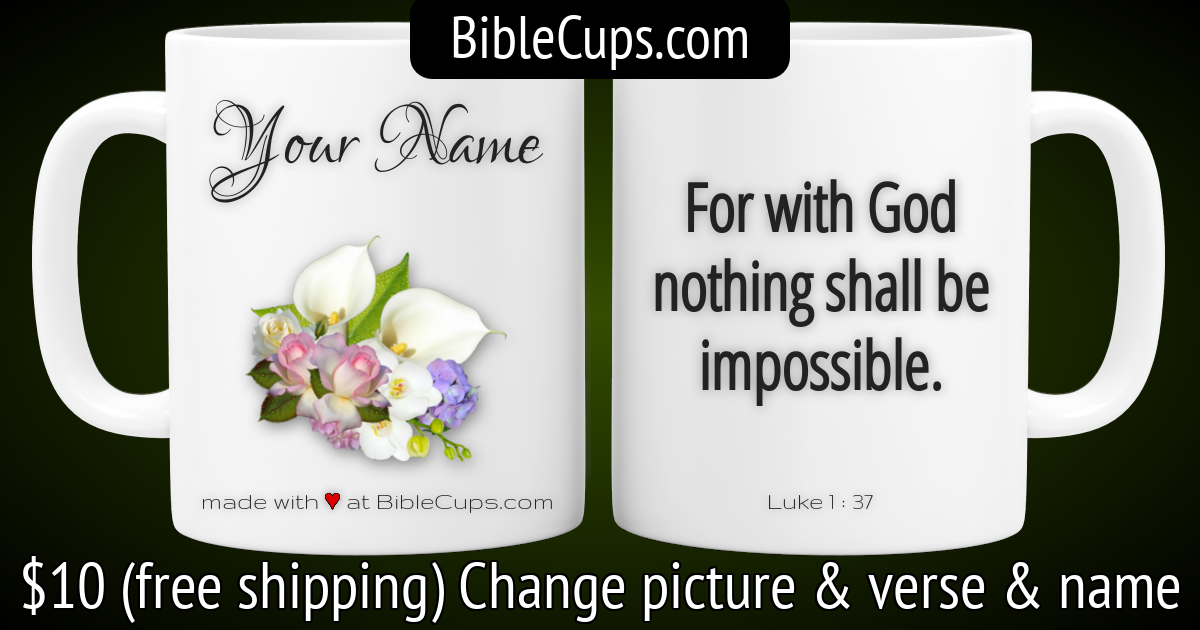 BibleCups.com
Your Name
made with ♥ at BibleCups.com
For with God
nothing shall be
impossible.
Luke 1 : 37
$10 (free shipping) Change picture & verse & name